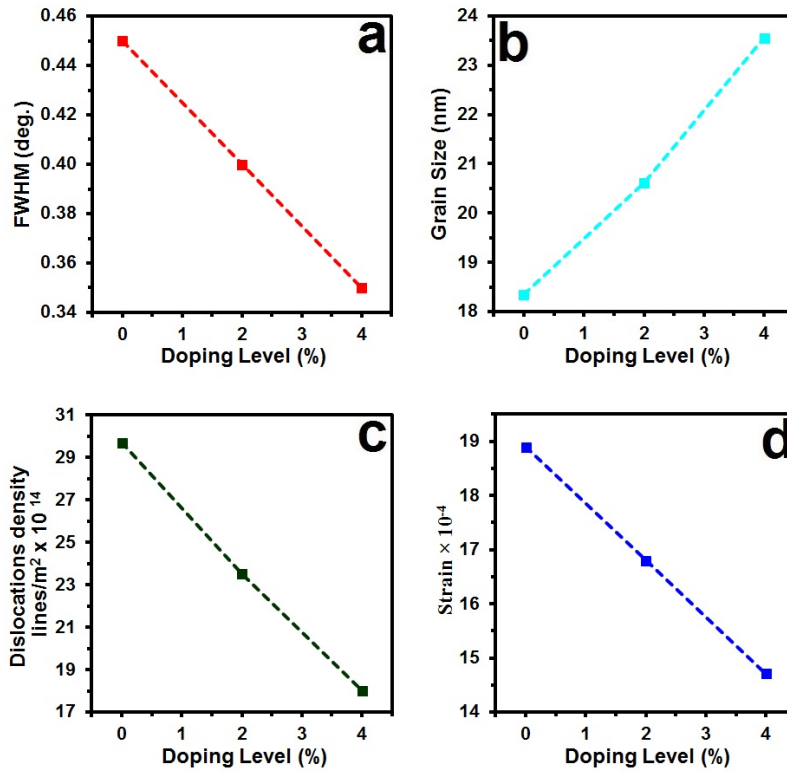 a
FWHM (deg.)
0.46
0.44
0.42
0.40
0.38
0.36
0.34
0 1 2 3 4
Doping Level (%)
b
Grain Size (nm)
24
23
22
21
20
19
18
0 1 2 3 4
Doping Level (%)
c
Dislocations density
lines/m² x 10 ¹⁴
31
29
27
25
23
21
19
17
0 1 2 3 4
Doping Level (%)
d
Strain × 10⁻⁴
19
18
17
16
15
14
0 1 2 3 4
Doping Level (%)